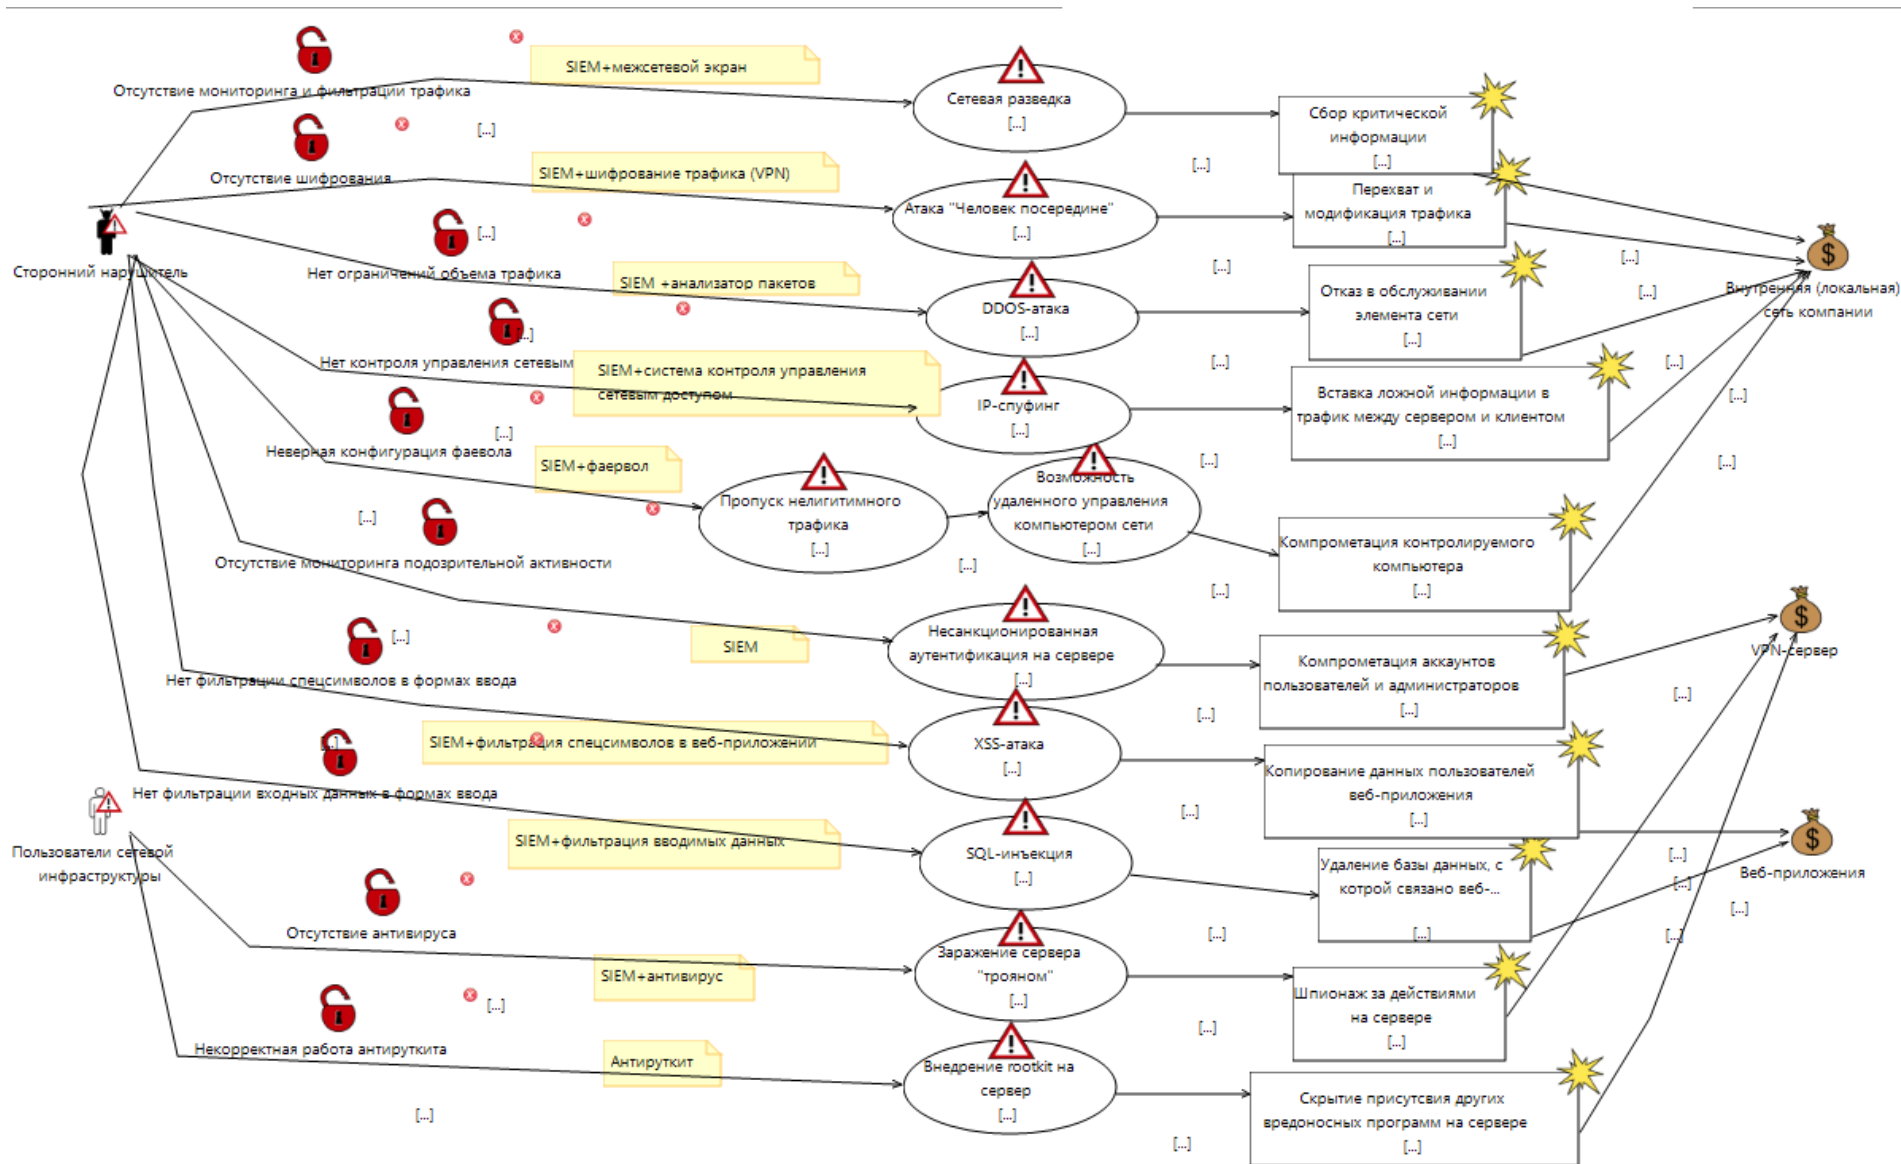 SIEM+межсетевой экран
Отсутствие мониторинга и фильтрации трафика
[...]
Сетевая разведка
[...]
Сбор критической
информации
[...]
[...]
Отсутствие шифрования
SIEM+шифрование трафика (VPN)
[...]
Атака "Человек посередине"
[...]
Перехват и
модификация трафика
[...]
[...]
Сторонний нарушитель
Нет ограничений объема трафика
SIEM +анализатор пакетов
[...]
DDOS-атака
[...]
Отказ в обслуживании
элемента сети
[...]
[...]
[...]
[...]
Внутренняя (локальная)
сеть компании
Нет контроля управления сетевым
SIEM+система контроля управления
сетевым доступом
[...]
IP-спуфинг
[...]
Вставка ложной информации в
трафик между сервером и клиентом
[...]
[...]
[...]
[...]
[...]
Неверная конфигурация фаевола
SIEM+фаервол
[...]
Пропуск нелигитимного
трафика
[...]
[...]
Возможность
удаленного управления
компьютером сети
[...]
Компрометация контролируемого
компьютера
[...]
[...]
Отсутствие мониторинга подозрительной активности
SIEM
[...]
Несанкционированная
аутентификация на сервере
[...]
Компрометация аккаунтов
пользователей и администраторов
[...]
[...]
[...]
VPN-сервер
Нет фильтрации спецсимволов в формах ввода
SIEM+фильтрация спецсимволов в веб-приложении
[...]
XSS-атака
[...]
Копирование данных пользователей
веб-приложения
[...]
[...]
Нет фильтрации входных данных в формах ввода
SIEM+фильтрация вводимых данных
SQL-инъекция
[...]
Удаление базы данных, с
котрой связано веб-...
[...]
[...]
[...]
[...]
[...]
[...]
Веб-приложения
Пользователи сетевой
инфраструктуры
Отсутствие антивируса
SIEM+антивирус
[...]
Заражение сервера
"трояном"
[...]
Шпионаж за действиями
на сервере
[...]
[...]
Некорректная работа антируткита
Антируткит
[...]
Внедрение rootkit на
сервер
[...]
Скрытие присутсвия других
вредоносных программ на сервере
[...]
[...]